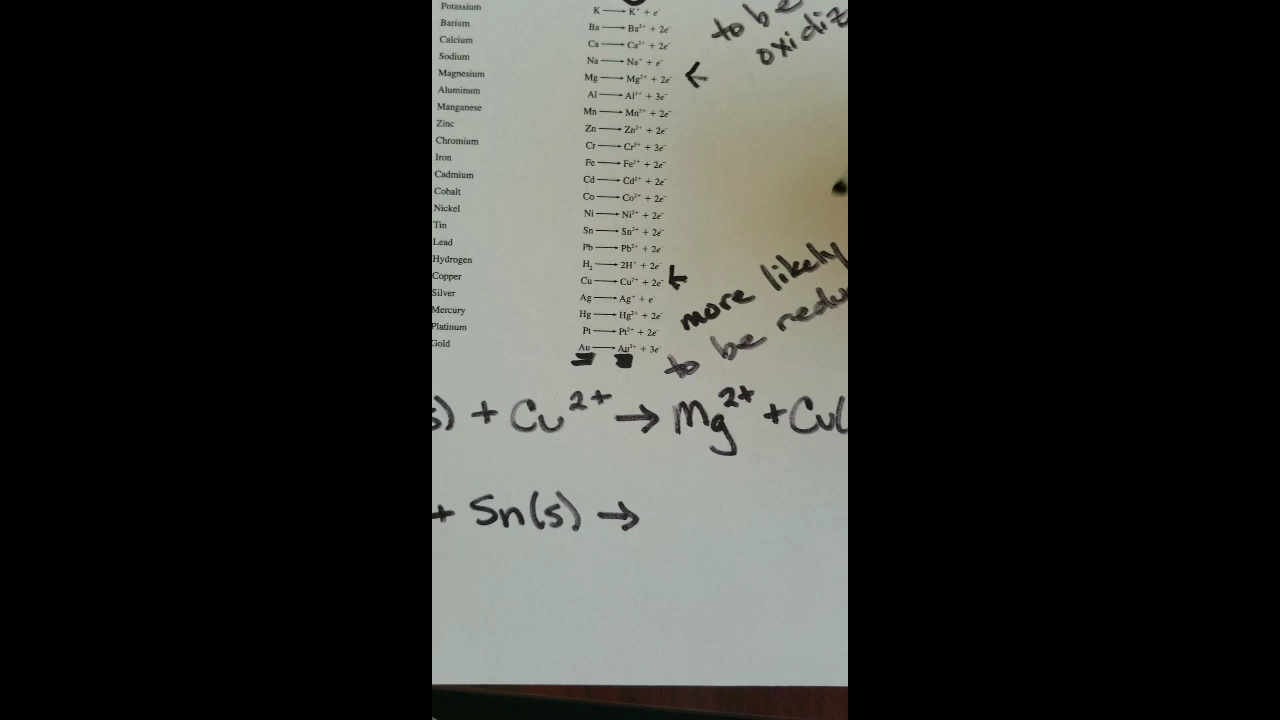 Potassium K → K⁺ + e⁻
Barium Ba → Ba²⁺ + 2e⁻
Calcium Ca → Ca²⁺ + 2e⁻
Sodium Na → Na⁺ + e⁻
Magnesium Mg → Mg²⁺ + 2e⁻ ←
Aluminum Al → Al³⁺ + 3e⁻
Manganese Mn → Mn²⁺ + 2e⁻
Zinc Zn → Zn²⁺ + 2e⁻
Chromium Cr → Cr³⁺ + 3e⁻
Iron Fe → Fe²⁺ + 2e⁻
Cadmium Cd → Cd²⁺ + 2e⁻
Cobalt Co → Co²⁺ + 2e⁻
Nickel Ni → Ni²⁺ + 2e⁻
Tin Sn → Sn²⁺ + 2e⁻
Lead Pb → Pb²⁺ + 2e⁻
Hydrogen H₂ → 2H⁺ + 2e⁻
Copper Cu → Cu²⁺ + 2e⁻ ←
Silver Ag → Ag⁺ + e⁻
Mercury Hg → Hg²⁺ + 2e⁻
Platinum Pt → Pt²⁺ + 2e⁻
Gold Au → Au³⁺ + 3e⁻
to be
oxidiz
more likely
to be redu
s) + Cu²⁺ → Mg²⁺ + Cu(
+ Sn(s) →